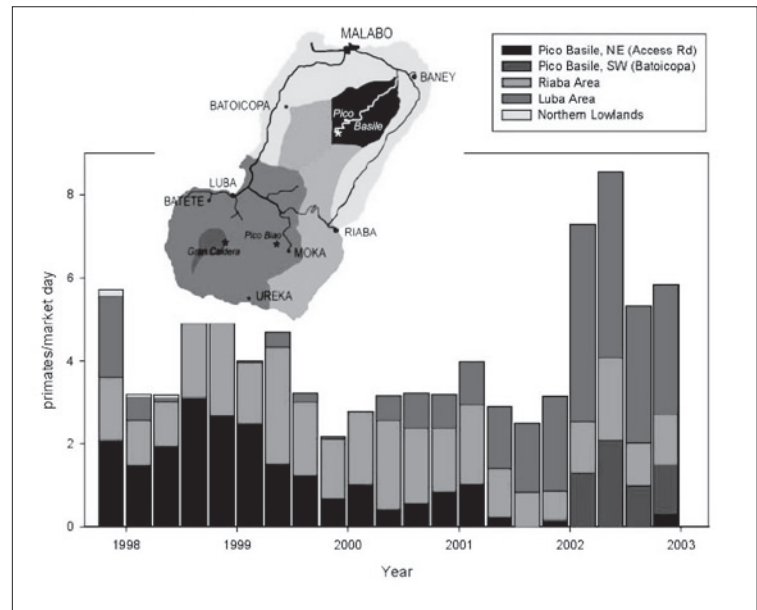 MALABO
BANEY
BATOICOPA
Pico
Basile
LUBA
BATETE
RIABA
Pico Biao
Gran Caldera
MOKA
UREKA
Pico Basile, NE (Access Rd)
Pico Basile, SW (Batoicopa)
Riaba Area
Luba Area
Northern Lowlands
primates/market day
8
6
4
2
0
1998
1999
2000
2001
2002
2003
Year